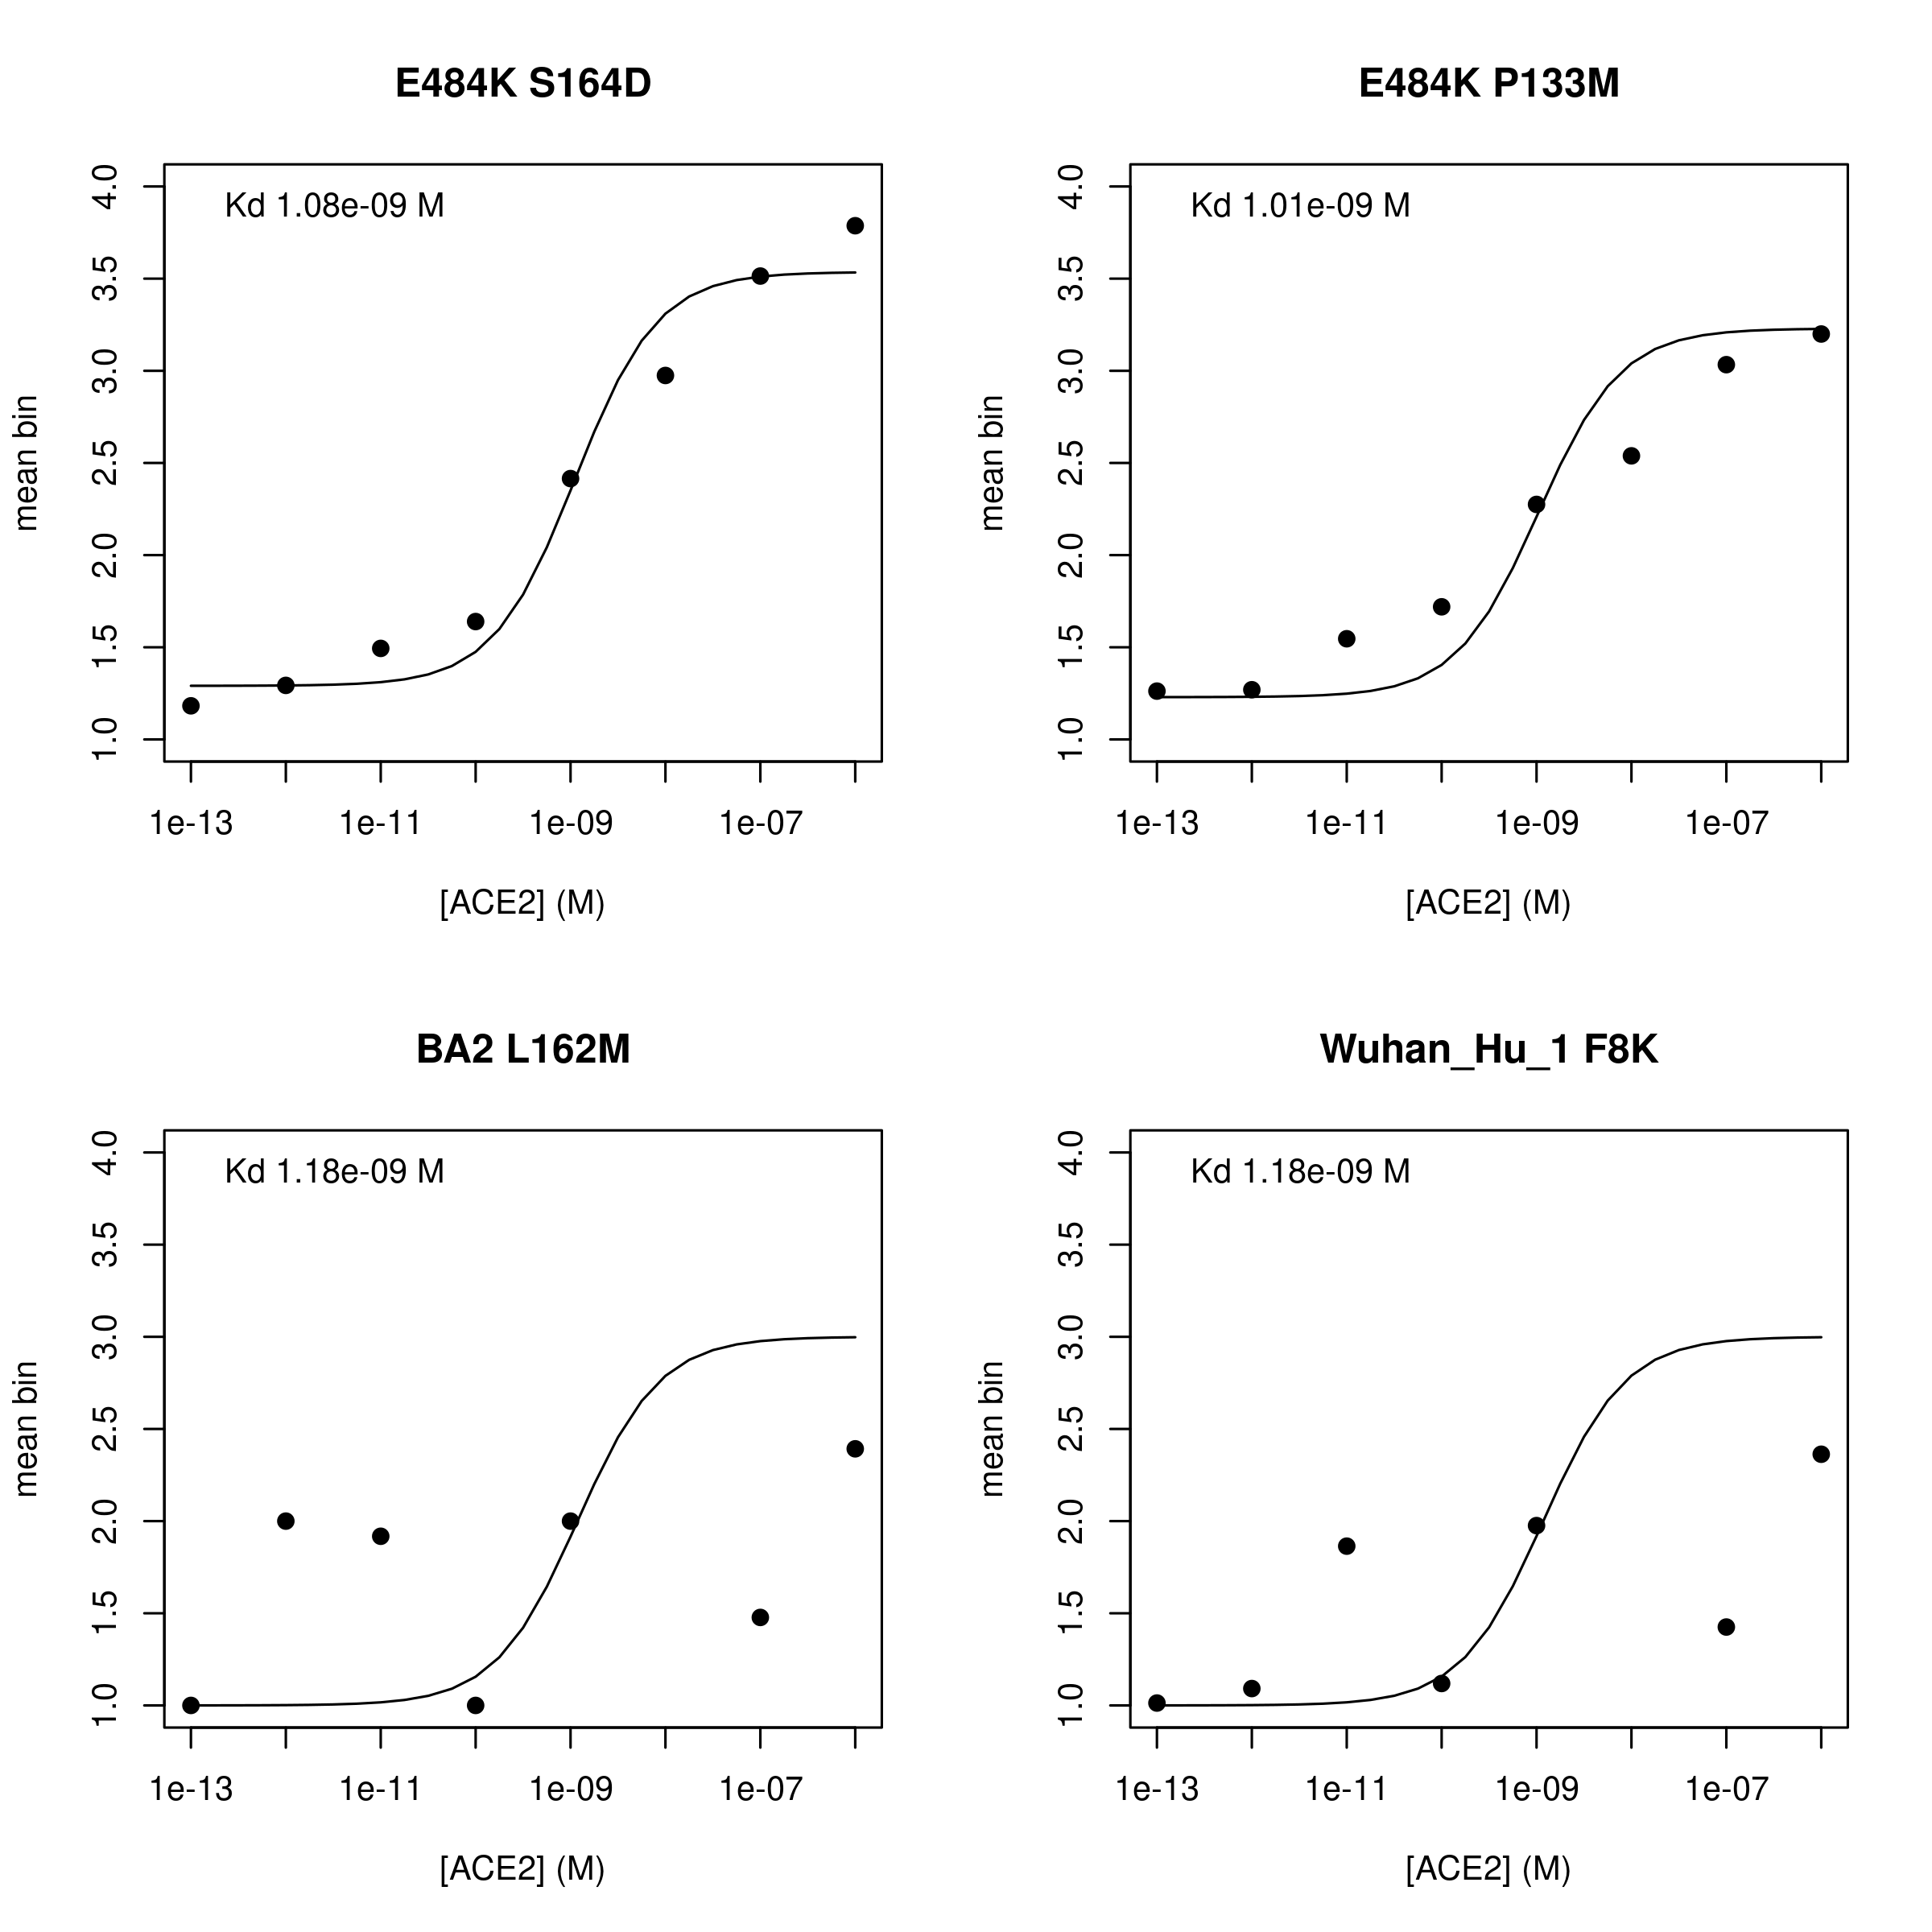 E484K S164D
Kd 1.08e-09 M
mean bin
4.0
3.5
3.0
2.5
2.0
1.5
1.0
1e-13 1e-11 1e-09 1e-07
[ACE2] (M)
E484K P133M
Kd 1.01e-09 M
mean bin
4.0
3.5
3.0
2.5
2.0
1.5
1.0
1e-13 1e-11 1e-09 1e-07
[ACE2] (M)
BA2 L162M
Kd 1.18e-09 M
mean bin
4.0
3.5
3.0
2.5
2.0
1.5
1.0
1e-13 1e-11 1e-09 1e-07
[ACE2] (M)
Wuhan_Hu_1 F8K
Kd 1.18e-09 M
mean bin
4.0
3.5
3.0
2.5
2.0
1.5
1.0
1e-13 1e-11 1e-09 1e-07
[ACE2] (M)